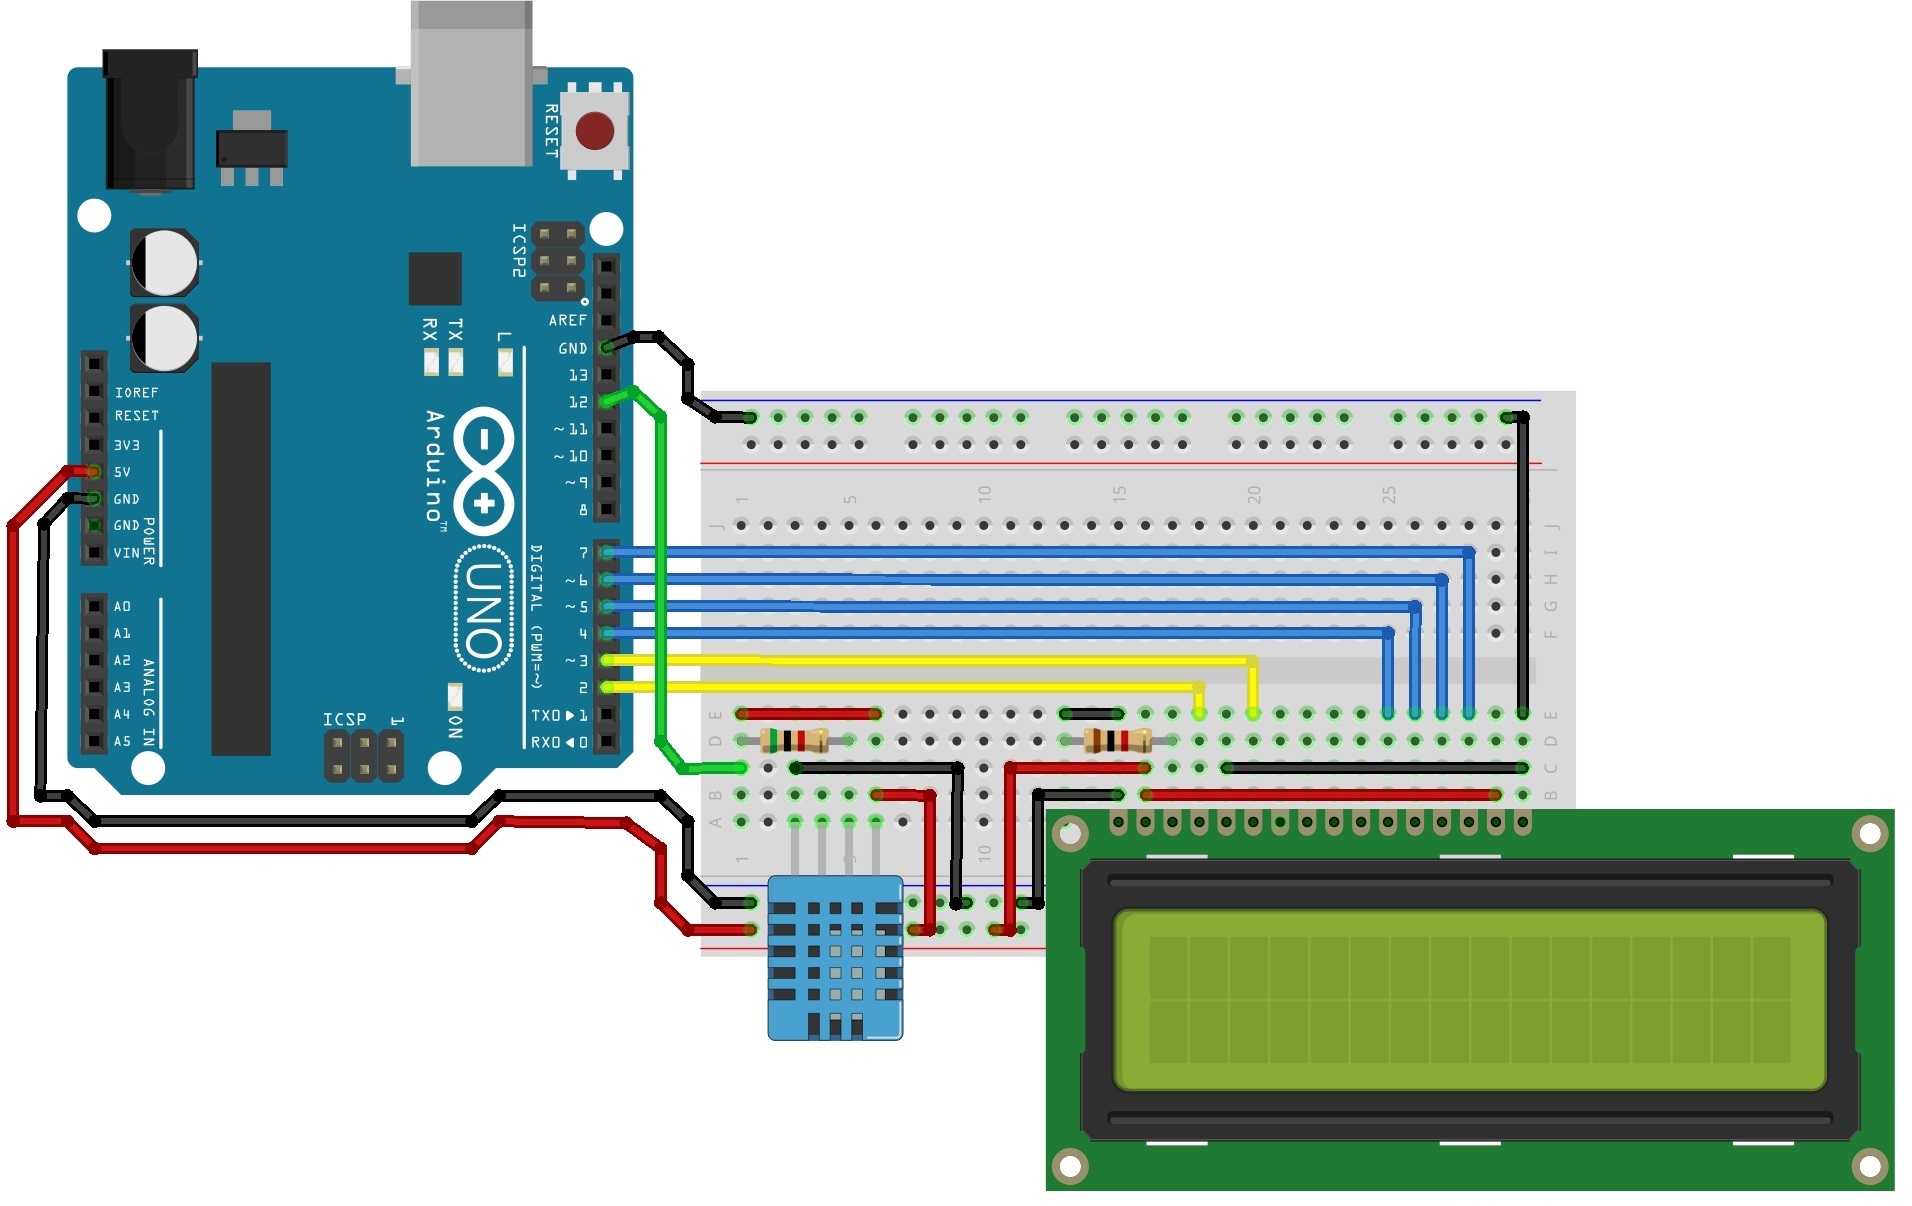 RESET
ICSP2
AREF
GND
13
12
~11
~10
~9
8
7
~6
~5
4
~3
2
TX0▶1
RX0◀0
RX
TX
L
Arduino™
UNO
DIGITAL (PWM=~)
ON
ICSP
1
IOREF
RESET
3V3
5V
GND
GND
VIN
POWER
A0
A1
A2
A3
A4
A5
ANALOG IN
1 5 10 15 20 25
J J
I
H
G
F
E E
D D
C C
B B
A
1 5 10